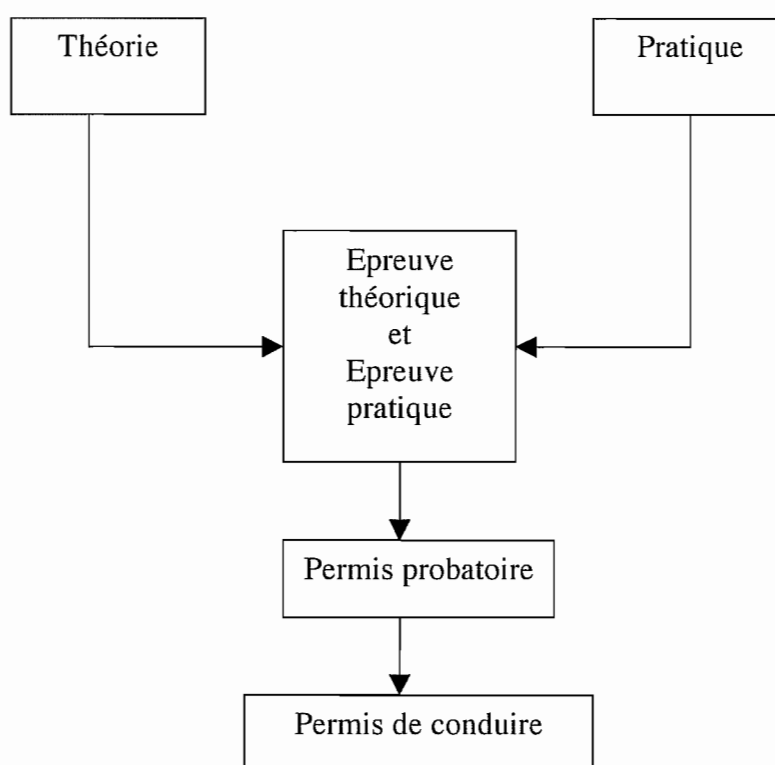 Théorie
Pratique
Epreuve
théorique
et
Epreuve
pratique
Permis probatoire
Permis de conduire